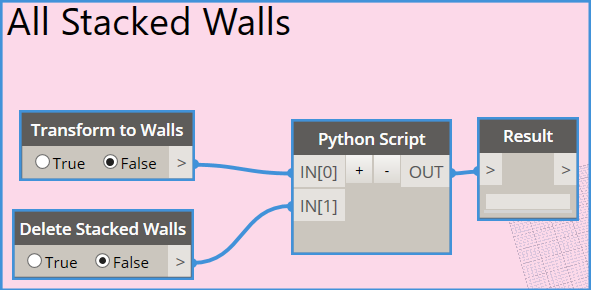 All Stacked Walls
Transform to Walls
True False >
Delete Stacked Walls
True False >
Python Script
IN[0] + - OUT
IN[1]
Result
> >